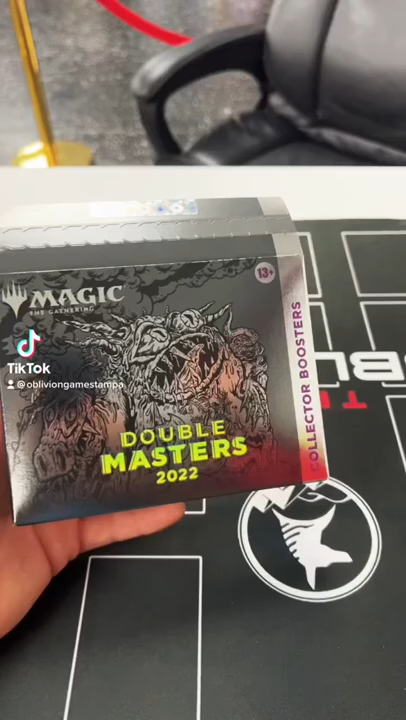 13+
MAGIC
THE GATHERING
TikTok
@obliviongamestampa
COLLECTOR BOOSTERS
DOUBLE
MASTERS
2022